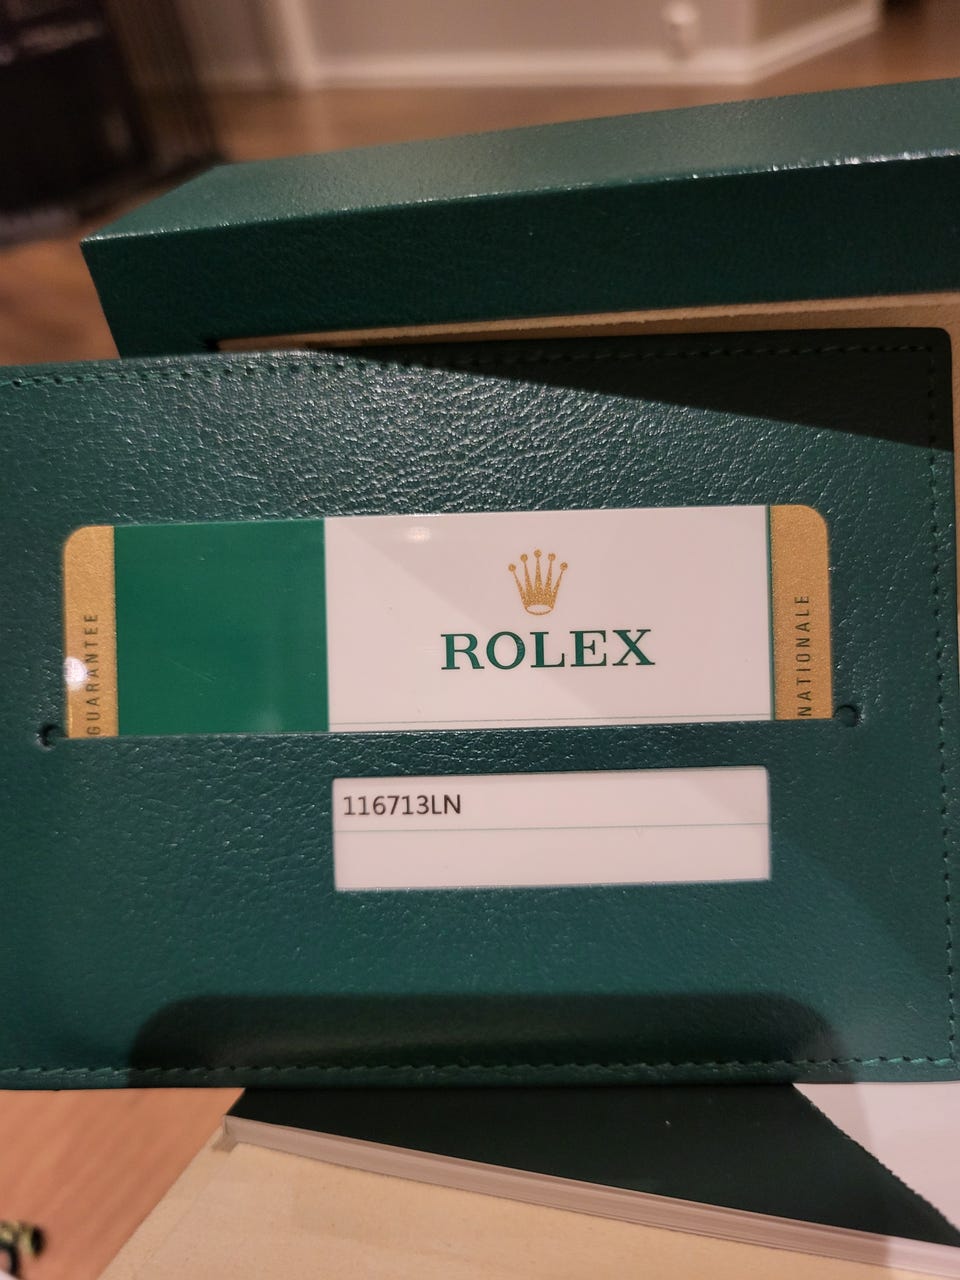 GUARANTEE
ROLEX
NATIONALE
116713LN